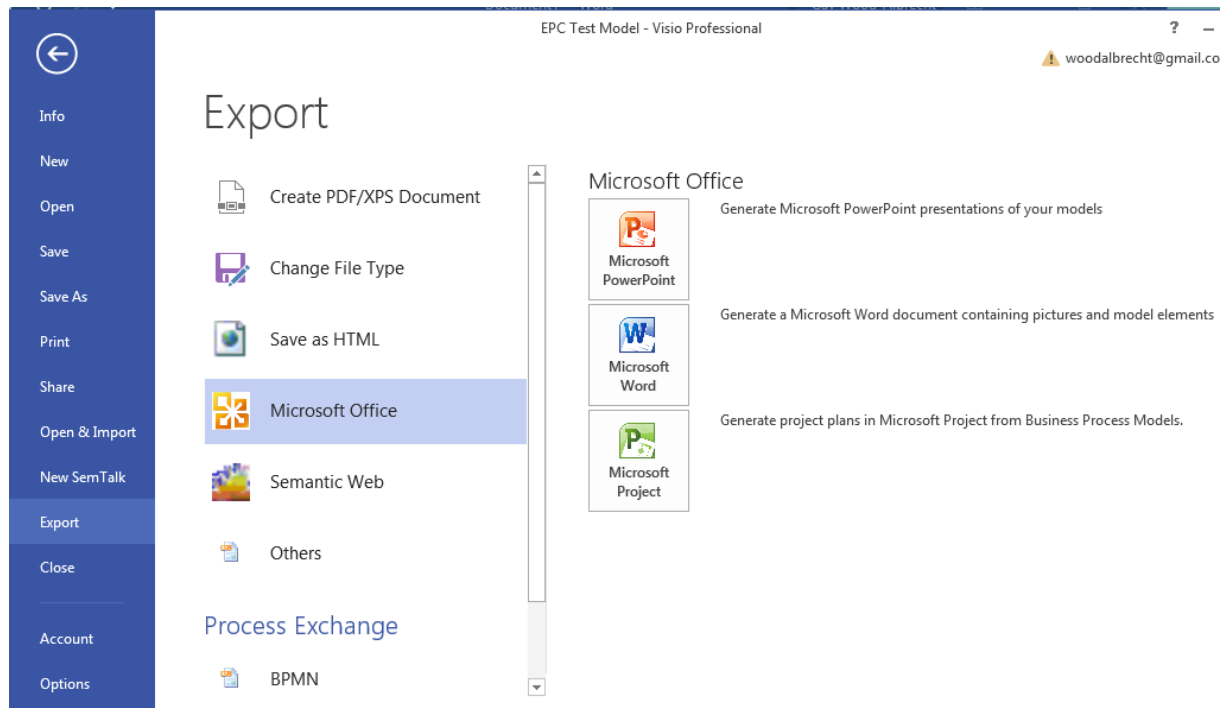 EPC Test Model - Visio Professional
?
woodalbrecht@gmail.co
Info
New
Open
Save
Save As
Print
Share
Open & Import
New SemTalk
Export
Close
Account
Options
Export
Create PDF/XPS Document
Change File Type
Save as HTML
Microsoft Office
Semantic Web
Others
Process Exchange
BPMN
Microsoft Office
Microsoft
PowerPoint
Generate Microsoft PowerPoint presentations of your models
Microsoft
Word
Generate a Microsoft Word document containing pictures and model elements
Microsoft
Project
Generate project plans in Microsoft Project from Business Process Models.